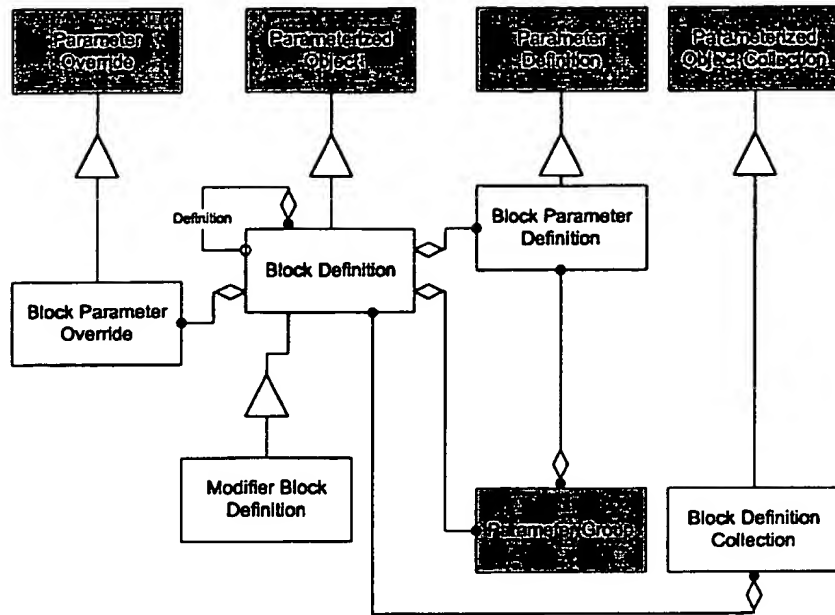 Parameter
Override
Parameterized
Object
Parameter
Definition
Parameterized
Object Collection
Definition
Block Parameter
Definition
Block Definition
Block Parameter
Override
Modifier Block
Definition
Parameter Group
Block Definition
Collection